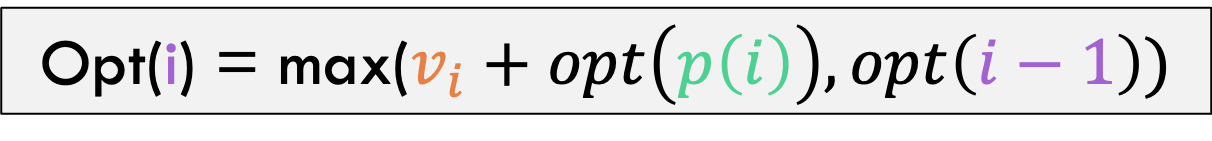 Opt(i) = max(vᵢ + opt(p(i)), opt(i − 1))